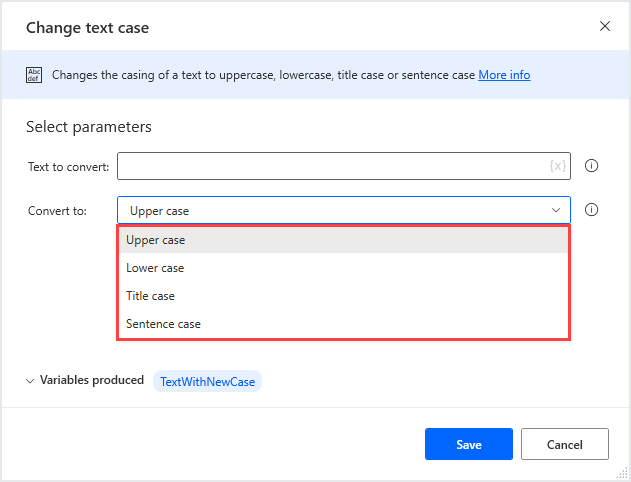 Change text case
Abc
def
Changes the casing of a text to uppercase, lowercase, title case or sentence case More info
Select parameters
Text to convert:
{x}
Convert to:
Upper case
Upper case
Lower case
Title case
Sentence case
Variables produced TextWithNewCase
Save Cancel